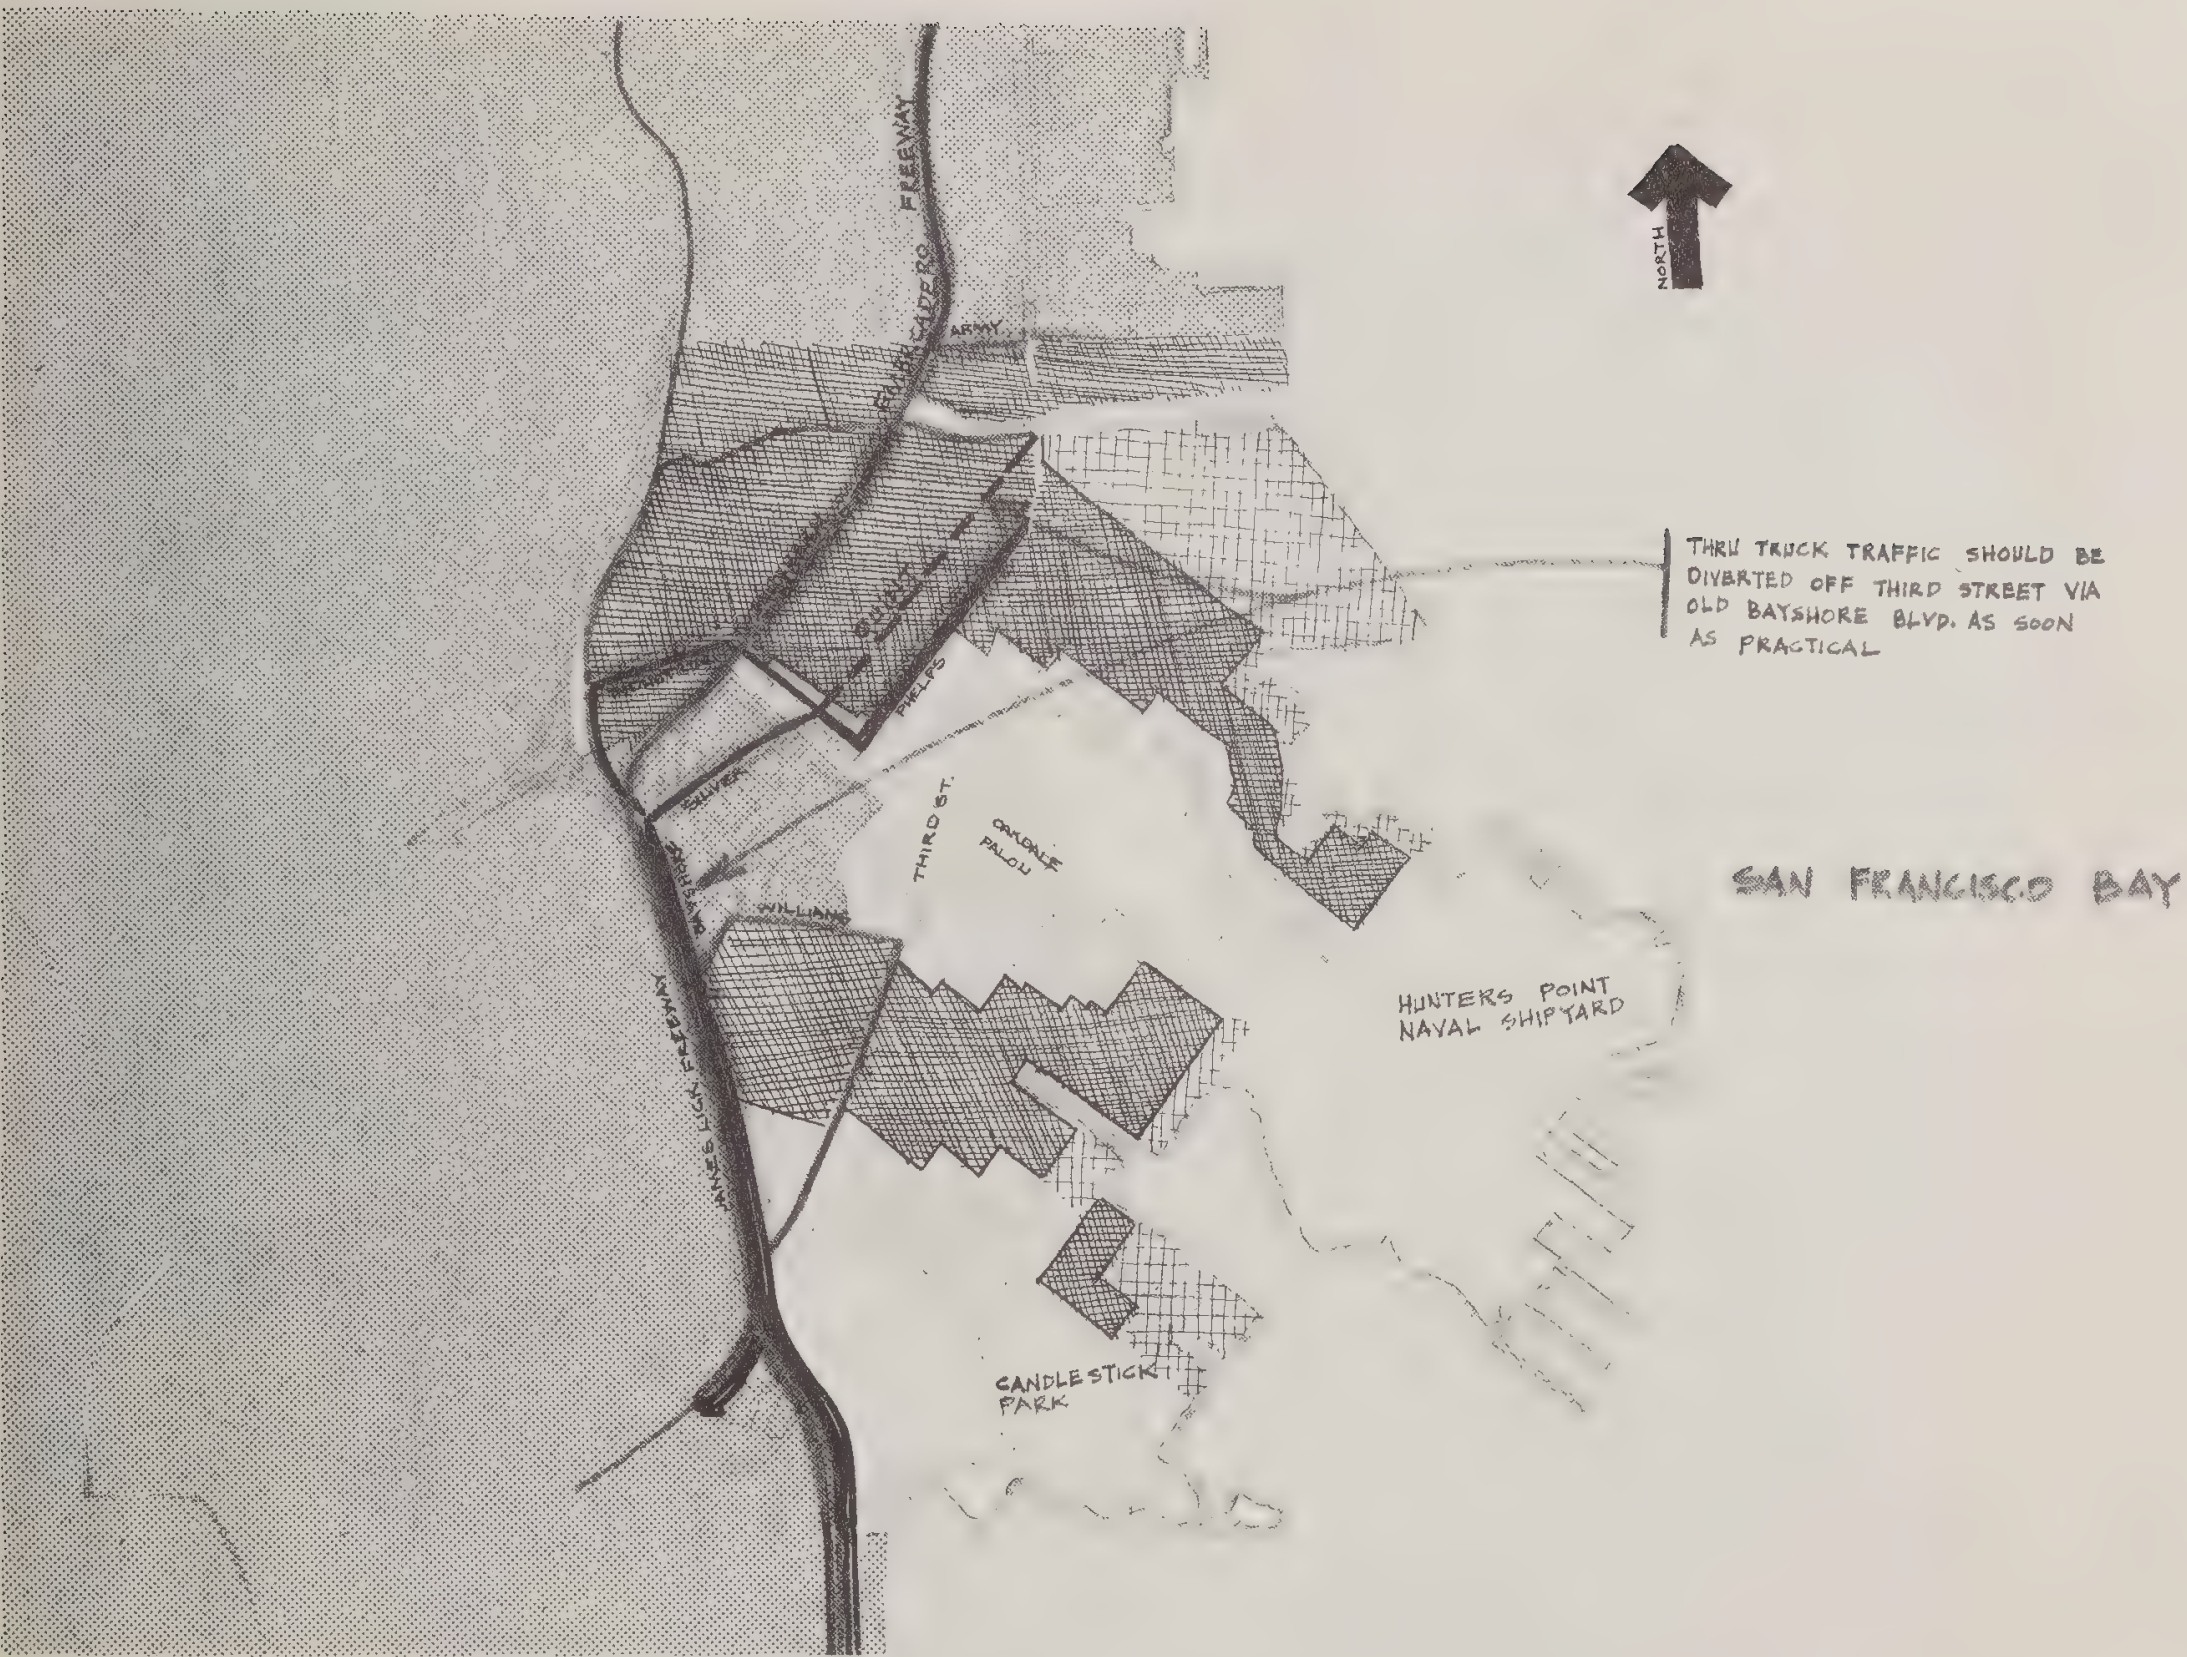 FREEWAY
EMBARCADERO
ARMY
NORTH
THRU TRUCK TRAFFIC SHOULD BE
DIVERTED OFF THIRD STREET VIA
OLD BAYSHORE BLVD. AS SOON
AS PRACTICAL
QUINT
PHELPS
SILVER
THIRD ST.
OAKDALE
PALOU
BAYSHORE
WILLIAMS
SAN FRANCISCO BAY
JAMES LICK FREEWAY
HUNTERS POINT
NAVAL SHIPYARD
CANDLESTICK
PARK